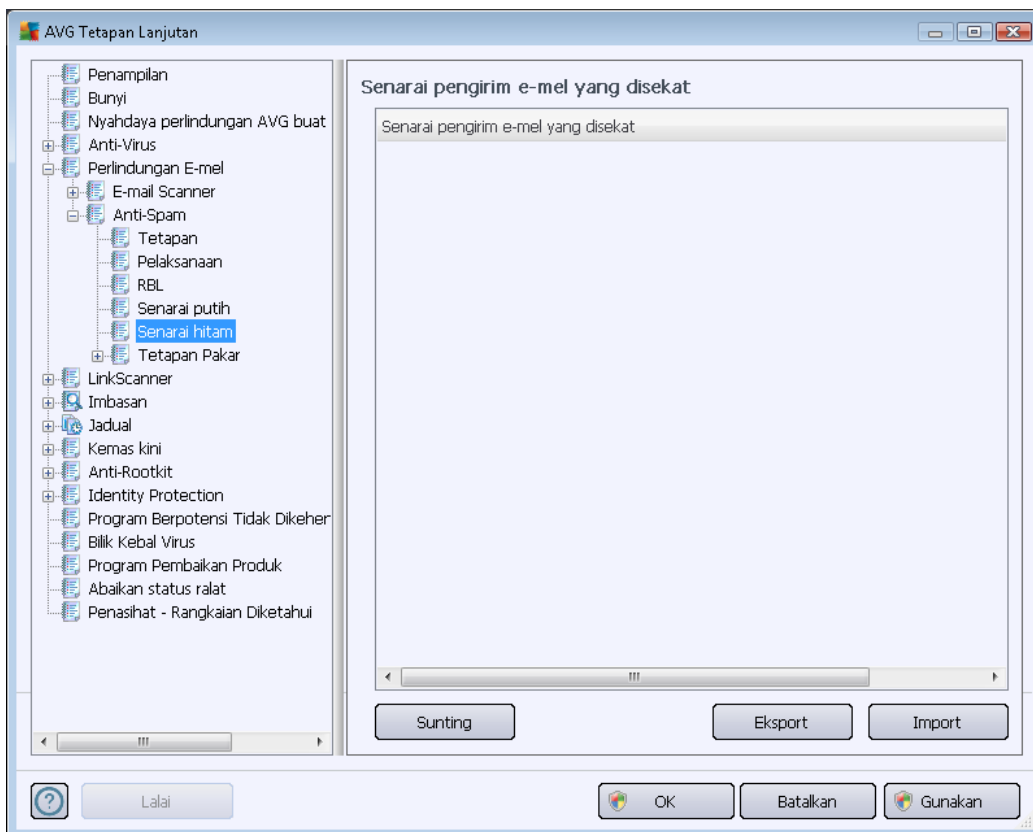 AVG Tetapan Lanjutan
Penampilan
Bunyi
Nyahdaya perlindungan AVG buat
Anti-Virus
Perlindungan E-mel
E-mail Scanner
Anti-Spam
Tetapan
Pelaksanaan
RBL
Senarai putih
Senarai hitam
Tetapan Pakar
LinkScanner
Imbasan
Jadual
Kemas kini
Anti-Rootkit
Identity Protection
Program Berpotensi Tidak Dikeher
Bilik Kebal Virus
Program Pembaikan Produk
Abaikan status ralat
Penasihat - Rangkaian Diketahui
Senarai pengirim e-mel yang disekat
Senarai pengirim e-mel yang disekat
Sunting
Eksport
Import
Lalai
OK
Batalkan
Gunakan